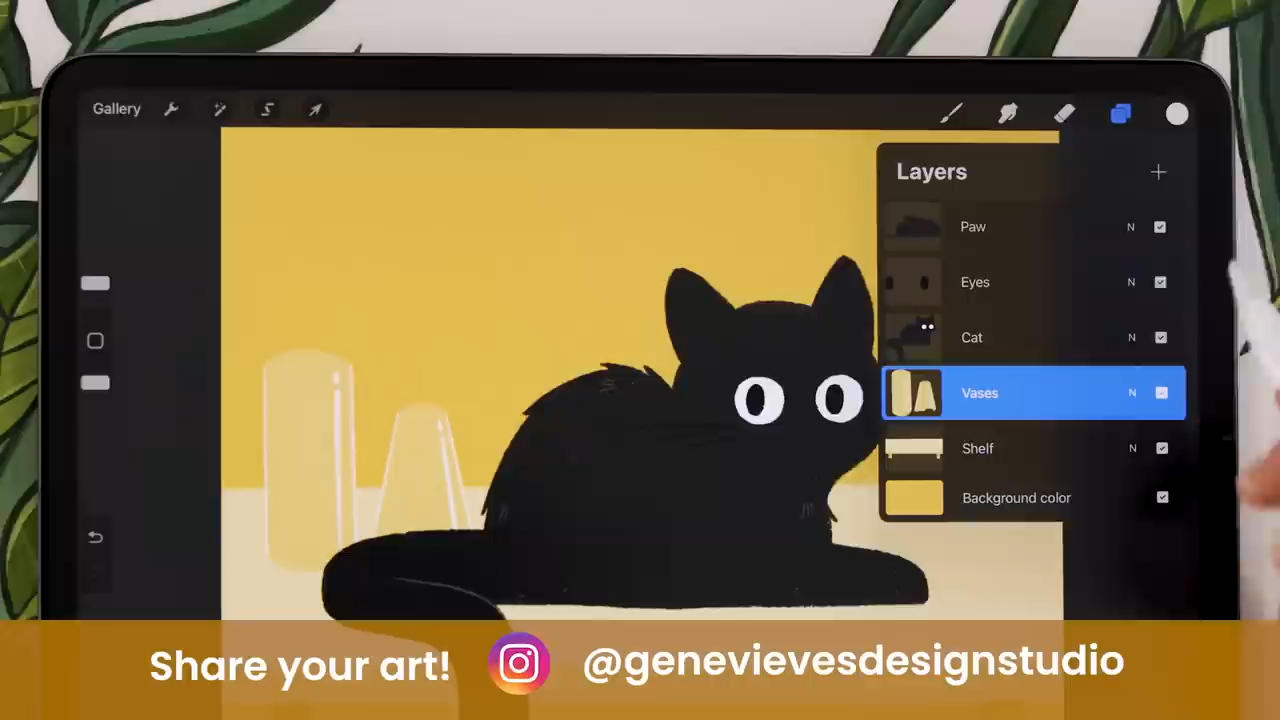 Gallery
Layers
Paw N
Eyes N
Cat N
Vases N
Shelf N
Background color
Share your art! @genevievesdesignstudio